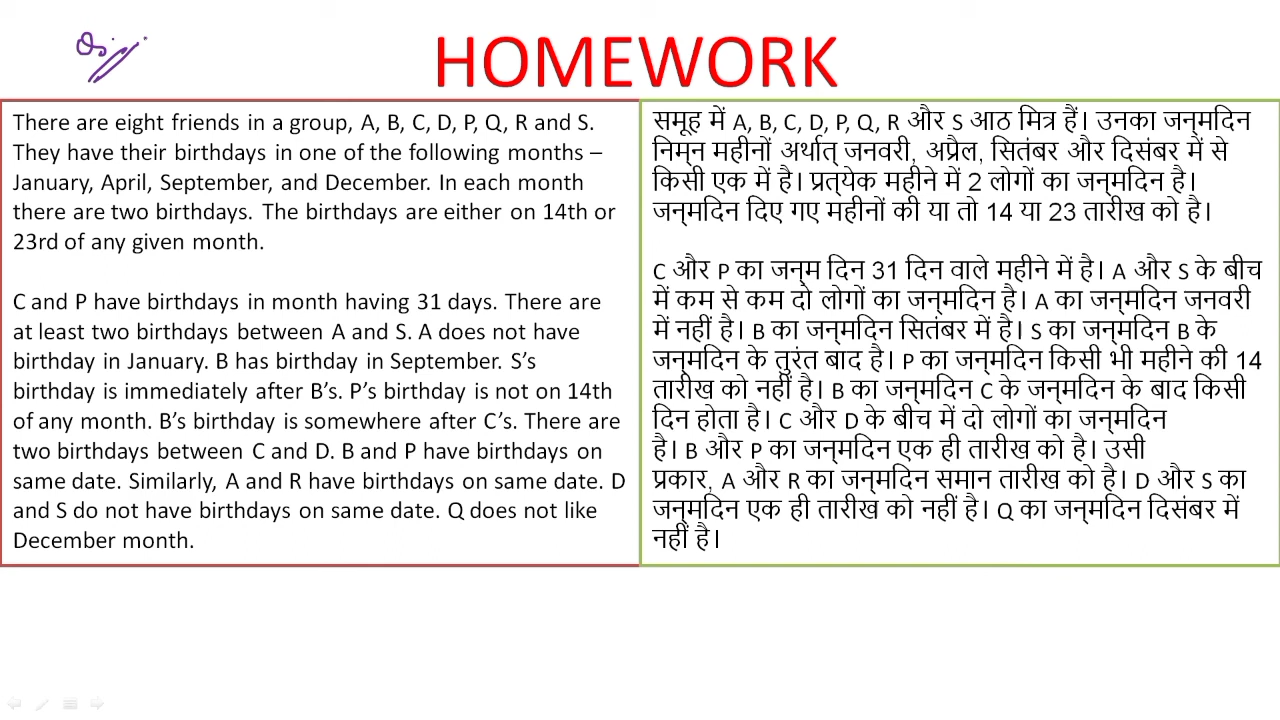 HOMEWORK
There are eight friends in a group, A, B, C, D, P, Q, R and S.
They have their birthdays in one of the following months –
January, April, September, and December. In each month
there are two birthdays. The birthdays are either on 14th or
23rd of any given month.
C and P have birthdays in month having 31 days. There are
at least two birthdays between A and S. A does not have
birthday in January. B has birthday in September. S’s
birthday is immediately after B’s. P’s birthday is not on 14th
of any month. B’s birthday is somewhere after C’s. There are
two birthdays between C and D. B and P have birthdays on
same date. Similarly, A and R have birthdays on same date. D
and S do not have birthdays on same date. Q does not like
December month.
समूह में A, B, C, D, P, Q, R और S आठ मित्र हैं। उनका जन्मदिन
निम्न महीनों अर्थात् जनवरी, अप्रैल, सितंबर और दिसंबर में से
किसी एक में है। प्रत्येक महीने में 2 लोगों का जन्मदिन है।
जन्मदिन दिए गए महीनों की या तो 14 या 23 तारीख को है।
C और P का जन्म दिन 31 दिन वाले महीने में है। A और S के बीच
में कम से कम दो लोगों का जन्मदिन है। A का जन्मदिन जनवरी
में नहीं है। B का जन्मदिन सितंबर में है। S का जन्मदिन B के
जन्मदिन के तुरंत बाद है। P का जन्मदिन किसी भी महीने की 14
तारीख को नहीं है। B का जन्मदिन C के जन्मदिन के बाद किसी
दिन होता है। C और D के बीच में दो लोगों का जन्मदिन
है। B और P का जन्मदिन एक ही तारीख को है। उसी
प्रकार, A और R का जन्मदिन समान तारीख को है। D और S का
जन्मदिन एक ही तारीख को नहीं है। Q का जन्मदिन दिसंबर में
नहीं है।